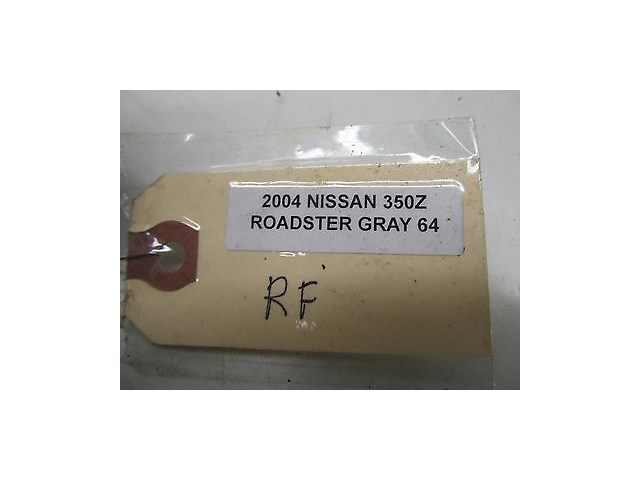 2004 NISSAN 350Z
ROADSTER GRAY 64
RF